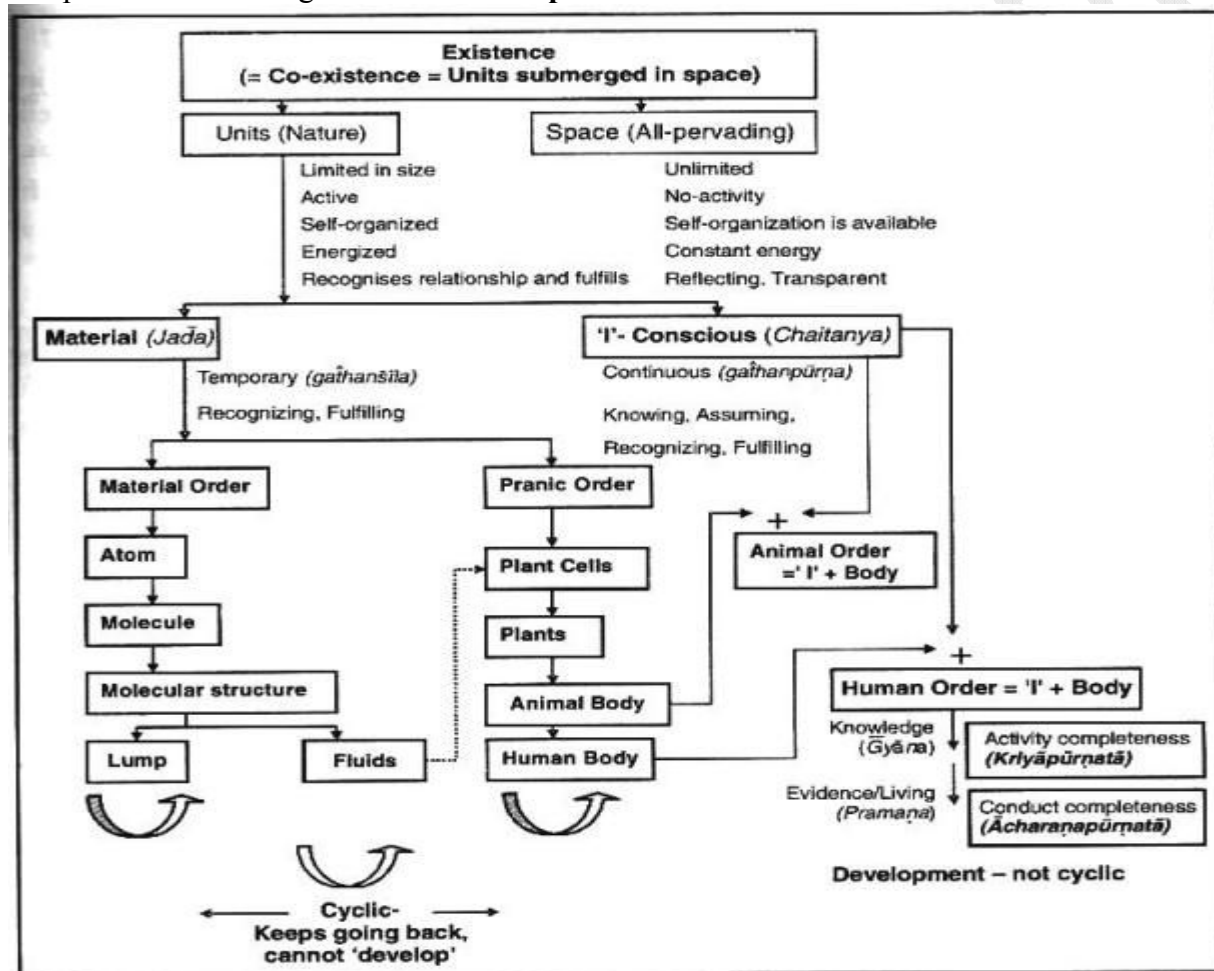 Existence
(= Co-existence = Units submerged in space)
Units (Nature)
Space (All-pervading)
Limited in size
Active
Self-organized
Energized
Recognises relationship and fulfills
Unlimited
No-activity
Self-organization is available
Constant energy
Reflecting, Transparent
Material (Jaḍa)
'I'- Conscious (Chaitanya)
Temporary (gaṭhanśīla)
Recognizing, Fulfilling
Continuous (gaṭhanpūrṇa)
Knowing, Assuming,
Recognizing, Fulfilling
Material Order
Atom
Molecule
Molecular structure
Lump
Fluids
Pranic Order
Plant Cells
Plants
Animal Body
Human Body
+
Animal Order
=' I' + Body
+
Human Order = 'I' + Body
Knowledge
(Gyāna)
Activity completeness
(Kriyāpūrṇatā)
Evidence/Living
(Pramaṇa)
Conduct completeness
(Ācharaṇapūrṇatā)
Development – not cyclic
Cyclic-
Keeps going back,
cannot 'develop'